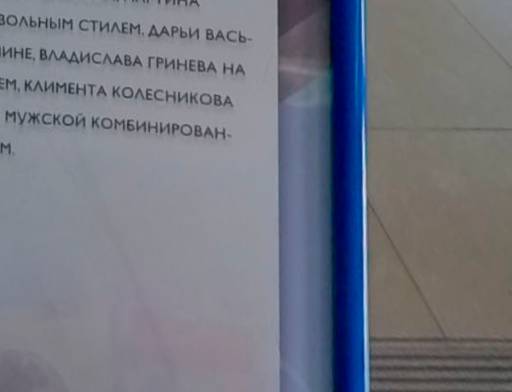 ВОЛЬНЫМ СТИЛЕМ, ДАРЬИ ВАСЬ-
ИНЕ, ВЛАДИСЛАВА ГРИНЕВА НА
ЕМ, КЛИМЕНТА КОЛЕСНИКОВА
МУЖСКОЙ КОМБИНИРОВАН-
М.